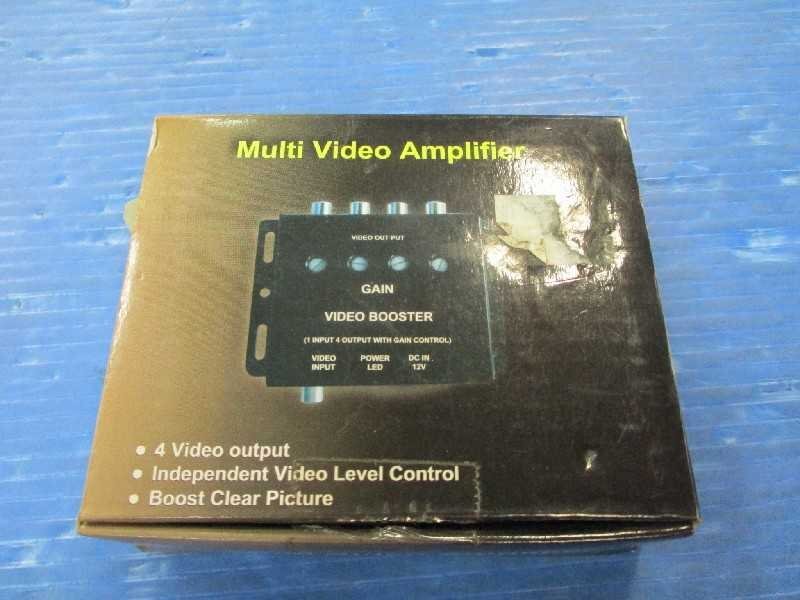 Multi Video Amplifier
VIDEO OUT PUT
GAIN
VIDEO BOOSTER
(1 INPUT 4 OUTPUT WITH GAIN CONTROL)
VIDEO INPUT
POWER LED
DC IN 12V
• 4 Video output
• Independent Video Level Control
• Boost Clear Picture